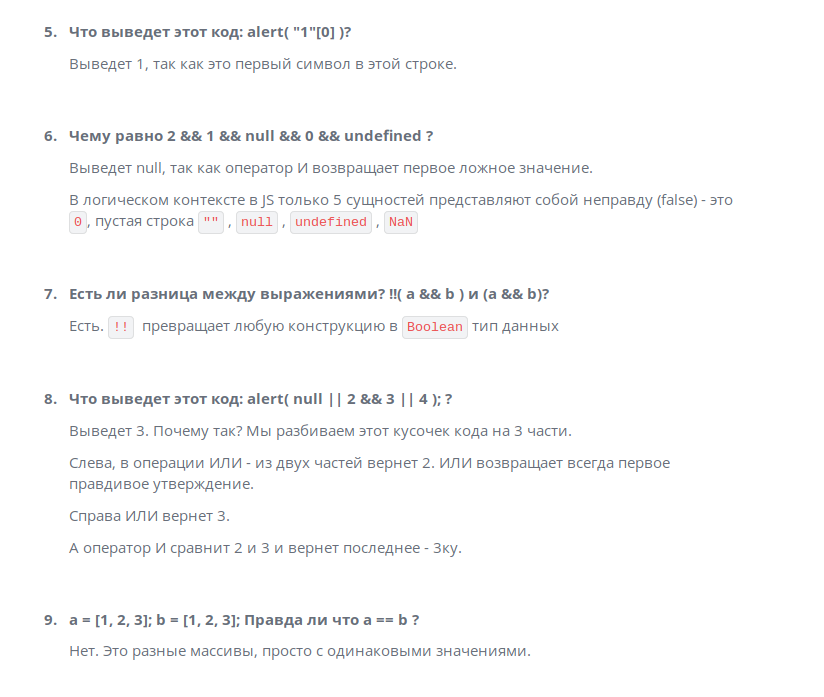 5. Что выведет этот код: alert( "1"[0] )?
Выведет 1, так как это первый символ в этой строке.
6. Чему равно 2 && 1 && null && 0 && undefined ?
Выведет null, так как оператор И возвращает первое ложное значение.
В логическом контексте в JS только 5 сущностей представляют собой неправду (false) - это
0, пустая строка "" , null , undefined , NaN
7. Есть ли разница между выражениями? !!( a && b ) и (a && b)?
Есть. !! превращает любую конструкцию в Boolean тип данных
8. Что выведет этот код: alert( null || 2 && 3 || 4 ); ?
Выведет 3. Почему так? Мы разбиваем этот кусочек кода на 3 части.
Слева, в операции ИЛИ - из двух частей вернет 2. ИЛИ возвращает всегда первое
правдивое утверждение.
Справа ИЛИ вернет 3.
А оператор И сравнит 2 и 3 и вернет последнее - 3ку.
9. a = [1, 2, 3]; b = [1, 2, 3]; Правда ли что a == b ?
Нет. Это разные массивы, просто с одинаковыми значениями.